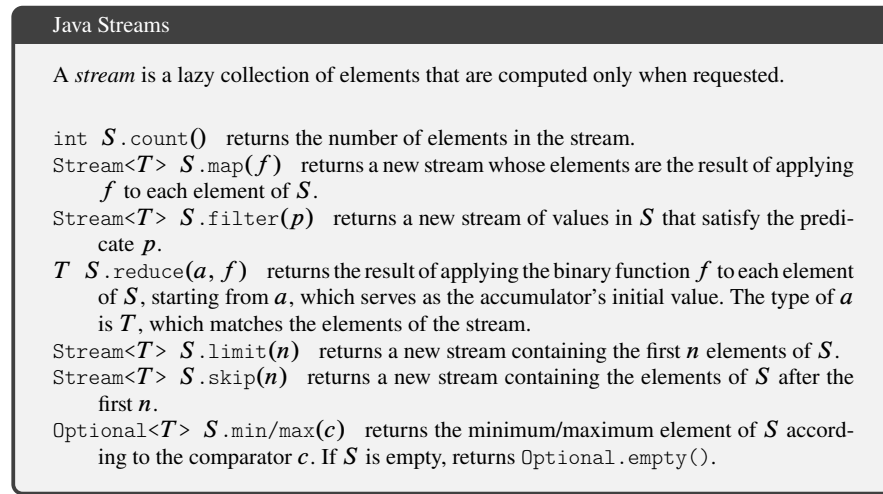 Java Streams
A stream is a lazy collection of elements that are computed only when requested.
int S.count() returns the number of elements in the stream.
Stream<T> S.map(f) returns a new stream whose elements are the result of applying
f to each element of S.
Stream<T> S.filter(p) returns a new stream of values in S that satisfy the predi-
cate p.
T S.reduce(a, f) returns the result of applying the binary function f to each element
of S, starting from a, which serves as the accumulator's initial value. The type of a
is T, which matches the elements of the stream.
Stream<T> S.limit(n) returns a new stream containing the first n elements of S.
Stream<T> S.skip(n) returns a new stream containing the elements of S after the
first n.
Optional<T> S.min/max(c) returns the minimum/maximum element of S accord-
ing to the comparator c. If S is empty, returns Optional.empty().